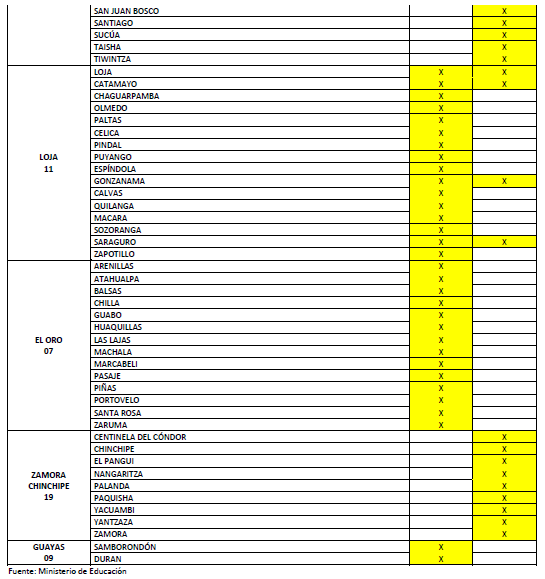 SAN JUAN BOSCO X
SANTIAGO X
SUCÚA X
TAISHA X
TIWINTZA X
LOJA
11
LOJA X X
CATAMAYO X X
CHAGUARPAMBA X
OLMEDO X
PALTAS X
CELICA X
PINDAL X
PUYANGO X
ESPÍNDOLA X
GONZANAMA X X
CALVAS X
QUILANGA X
MACARA X
SOZORANGA X
SARAGURO X X
ZAPOTILLO X
EL ORO
07
ARENILLAS X
ATAHUALPA X
BALSAS X
CHILLA X
GUABO X
HUAQUILLAS X
LAS LAJAS X
MACHALA X
MARCABELI X
PASAJE X
PIÑAS X
PORTOVELO X
SANTA ROSA X
ZARUMA X
ZAMORA
CHINCHIPE
19
CENTINELA DEL CÓNDOR X
CHINCHIPE X
EL PANGUI X
NANGARITZA X
PALANDA X
PAQUISHA X
YACUAMBI X
YANTZAZA X
ZAMORA X
GUAYAS
09
SAMBORONDÓN X
DURAN X
Fuente: Ministerio de Educación